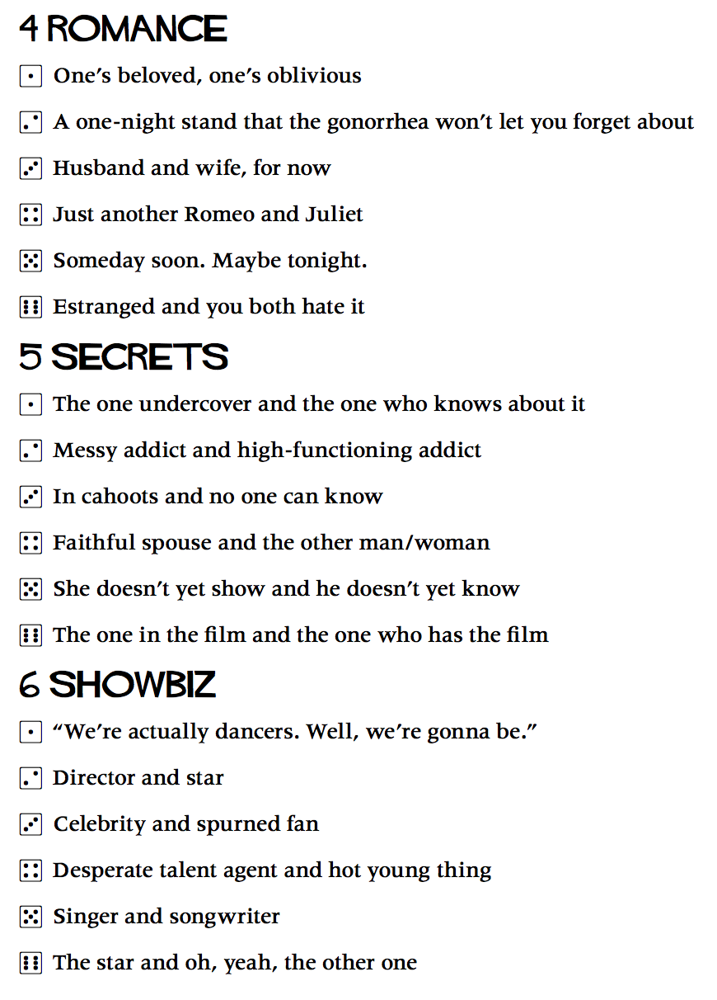 4 ROMANCE
One’s beloved, one’s oblivious
A one-night stand that the gonorrhea won’t let you forget about
Husband and wife, for now
Just another Romeo and Juliet
Someday soon. Maybe tonight.
Estranged and you both hate it
5 SECRETS
The one undercover and the one who knows about it
Messy addict and high-functioning addict
In cahoots and no one can know
Faithful spouse and the other man/woman
She doesn’t yet show and he doesn’t yet know
The one in the film and the one who has the film
6 SHOWBIZ
“We’re actually dancers. Well, we’re gonna be.”
Director and star
Celebrity and spurned fan
Desperate talent agent and hot young thing
Singer and songwriter
The star and oh, yeah, the other one